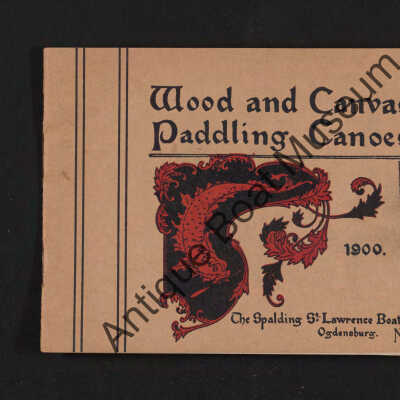 Wood and Canvas
Paddling Canoes
1900.
The Spalding St. Lawrence Boat
Ogdensburg. N
Antique Boat Museum